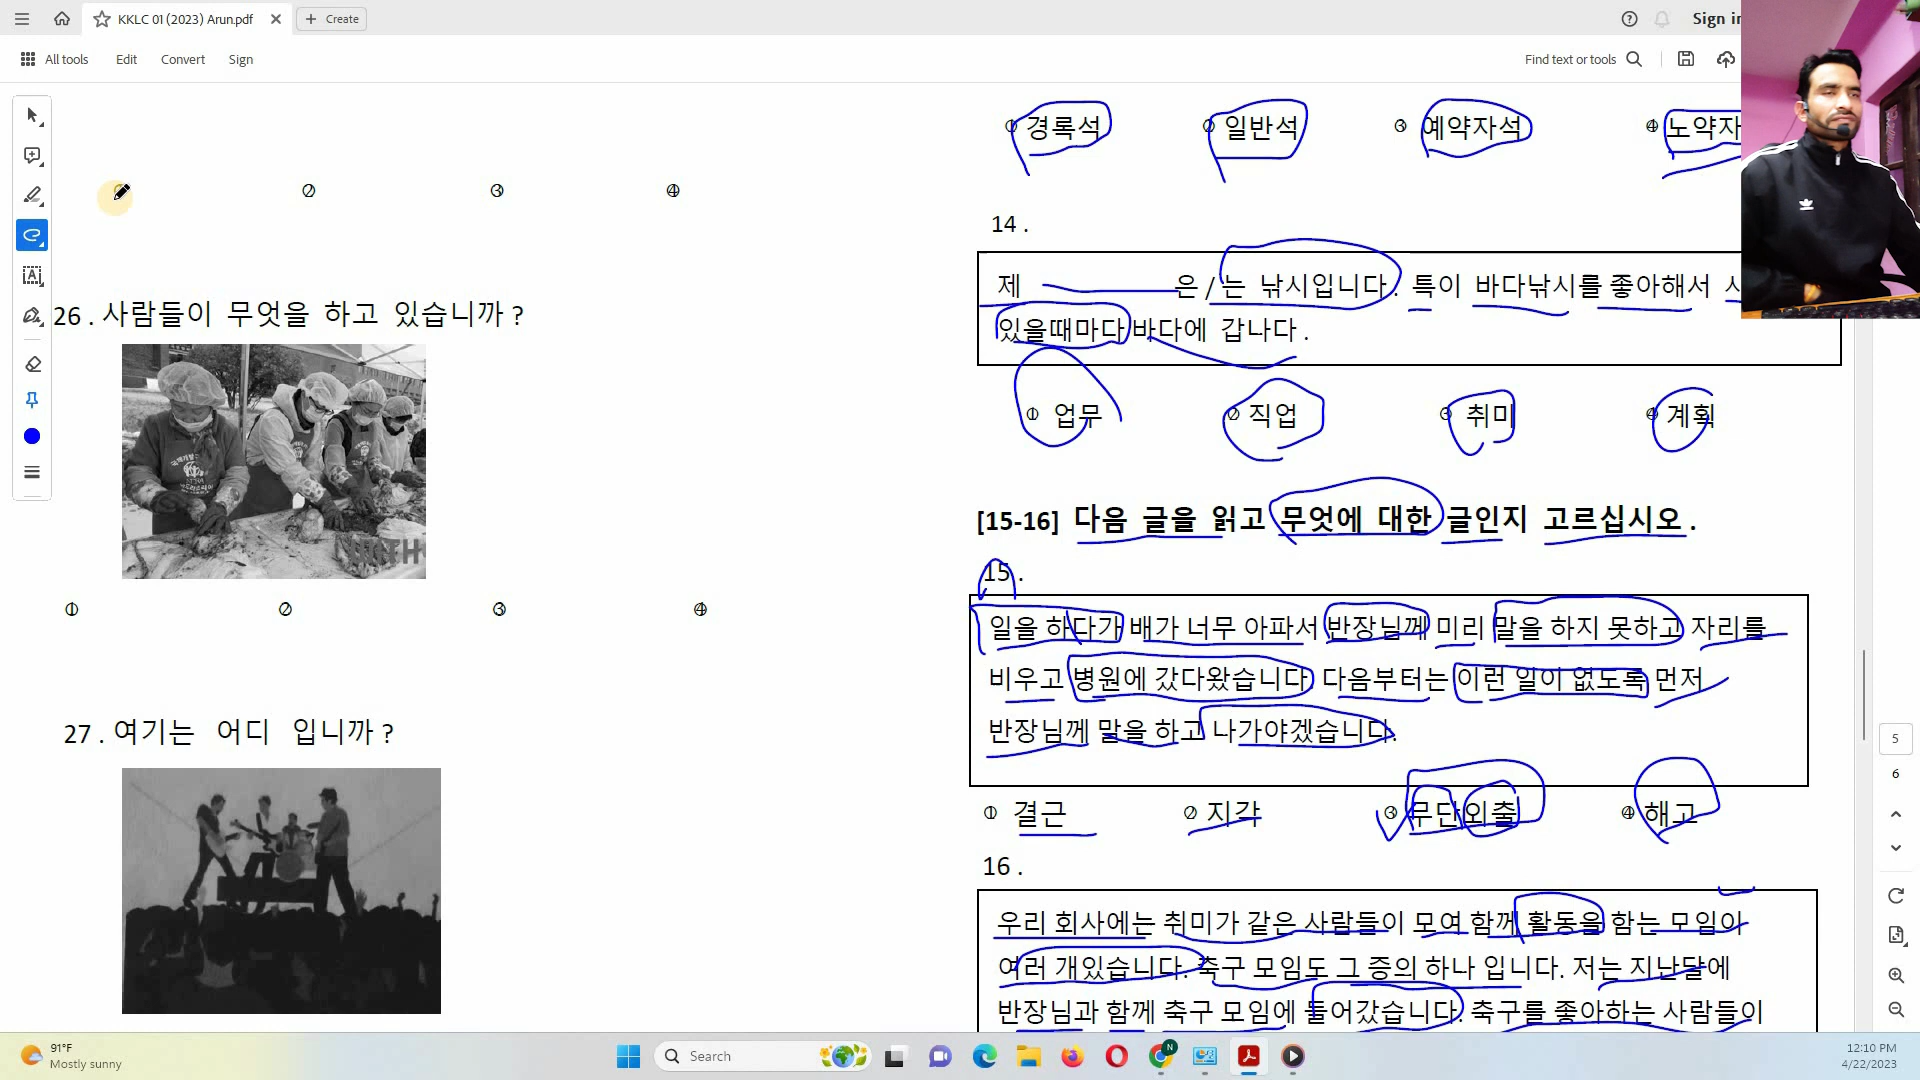 KKLC 01 (2023) Arun.pdf
Create
Sign in
All tools
Edit
Convert
Sign
Find text or tools
② ③ ④
26 . 사람들이 무엇을 하고 있습니까 ?
① ② ③ ④
27 . 여기는 어디 입니까 ?
① 경록석 ② 일반석 ③ 예약자석 ④ 노약자
14 .
제 ________ 은 / 는 낚시입니다 . 특이 바다낚시를 좋아해서
있을때마다 바다에 갑나다 .
① 업무 ② 직업 ③ 취미 ④ 계획
[15-16] 다음 글을 읽고 무엇에 대한 글인지 고르십시오 .
15 .
일을 하다가 배가 너무 아파서 반장님께 미리 말을 하지 못하고 자리를
비우고 병원에 갔다왔습니다. 다음부터는 이런 일이 없도록 먼저
반장님께 말을 하고 나가야겠습니다.
① 결근 ② 지각 ③ 무단외출 ④ 해고
16 .
우리 회사에는 취미가 같은 사람들이 모여 함께 활동을 함는 모임이
여러 개있습니다. 축구 모임도 그 증의 하나 입니다. 저는 지난달에
반장님과 함께 축구 모임에 들어갔습니다. 축구를 좋아하는 사람들이
5
6
91°F
Mostly sunny
Search
12:10 PM
4/22/2023